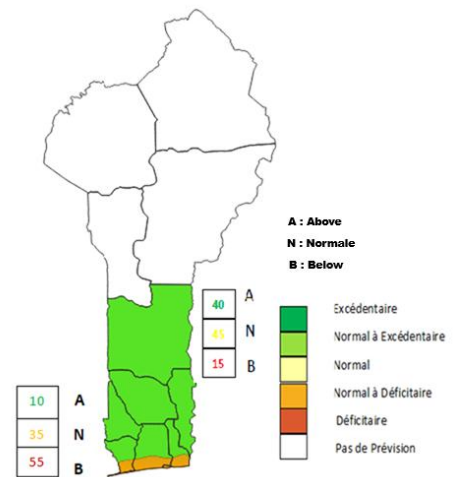 A : Above
N : Normale
B : Below
40 A
45 N
15 B
Excédentaire
Normal à Excédentaire
Normal
Normal à Déficitaire
Déficitaire
Pas de Prévision
10 A
35 N
55 B